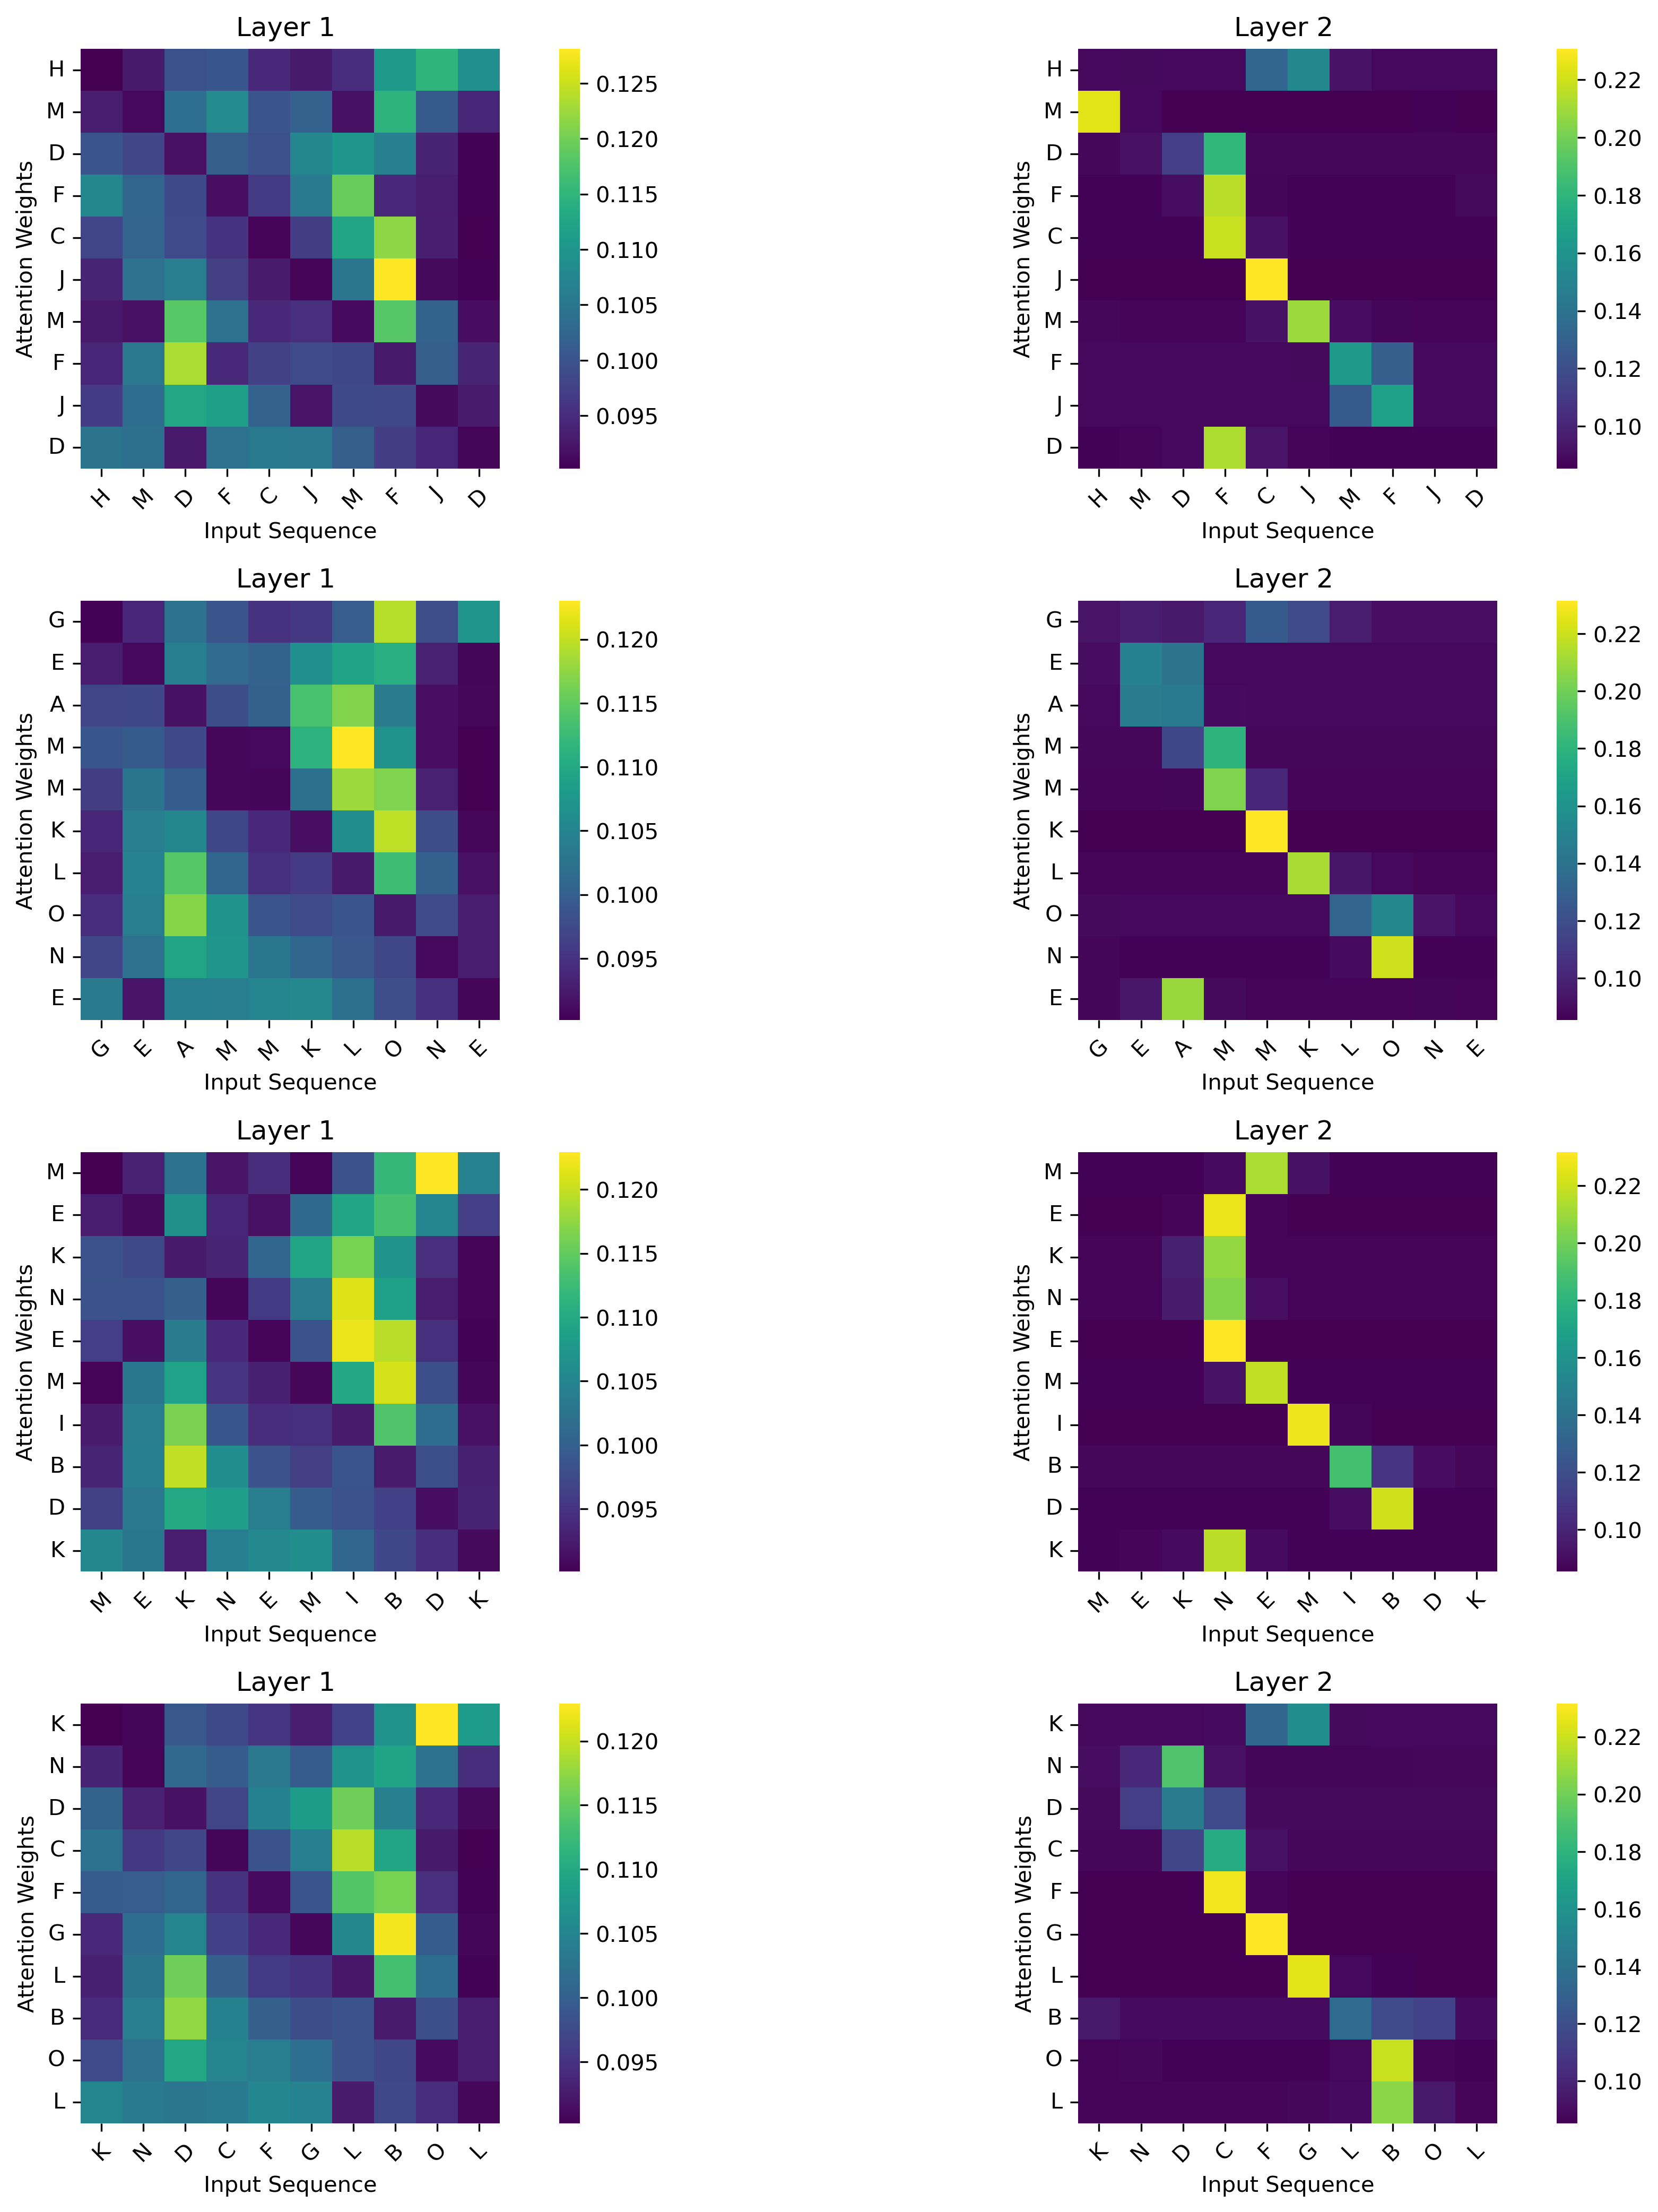 Layer 1
Layer 2
Attention Weights
H
M
D
F
C
J
M
F
J
D
H M D F C J M F J D
Input Sequence
0.125
0.120
0.115
0.110
0.105
0.100
0.095
Attention Weights
H
M
D
F
C
J
M
F
J
D
H M D F C J M F J D
Input Sequence
0.22
0.20
0.18
0.16
0.14
0.12
0.10
Layer 1
Layer 2
Attention Weights
G
E
A
M
M
K
L
O
N
E
G E A M M K L O N E
Input Sequence
0.120
0.115
0.110
0.105
0.100
0.095
Attention Weights
G
E
A
M
M
K
L
O
N
E
G E A M M K L O N E
Input Sequence
0.22
0.20
0.18
0.16
0.14
0.12
0.10
Layer 1
Layer 2
Attention Weights
M
E
K
N
E
M
I
B
D
K
M E K N E M I B D K
Input Sequence
0.120
0.115
0.110
0.105
0.100
0.095
Attention Weights
M
E
K
N
E
M
I
B
D
K
M E K N E M I B D K
Input Sequence
0.22
0.20
0.18
0.16
0.14
0.12
0.10
Layer 1
Layer 2
Attention Weights
K
N
D
C
F
G
L
B
O
L
K N D C F G L B O L
Input Sequence
0.120
0.115
0.110
0.105
0.100
0.095
Attention Weights
K
N
D
C
F
G
L
B
O
L
K N D C F G L B O L
Input Sequence
0.22
0.20
0.18
0.16
0.14
0.12
0.10